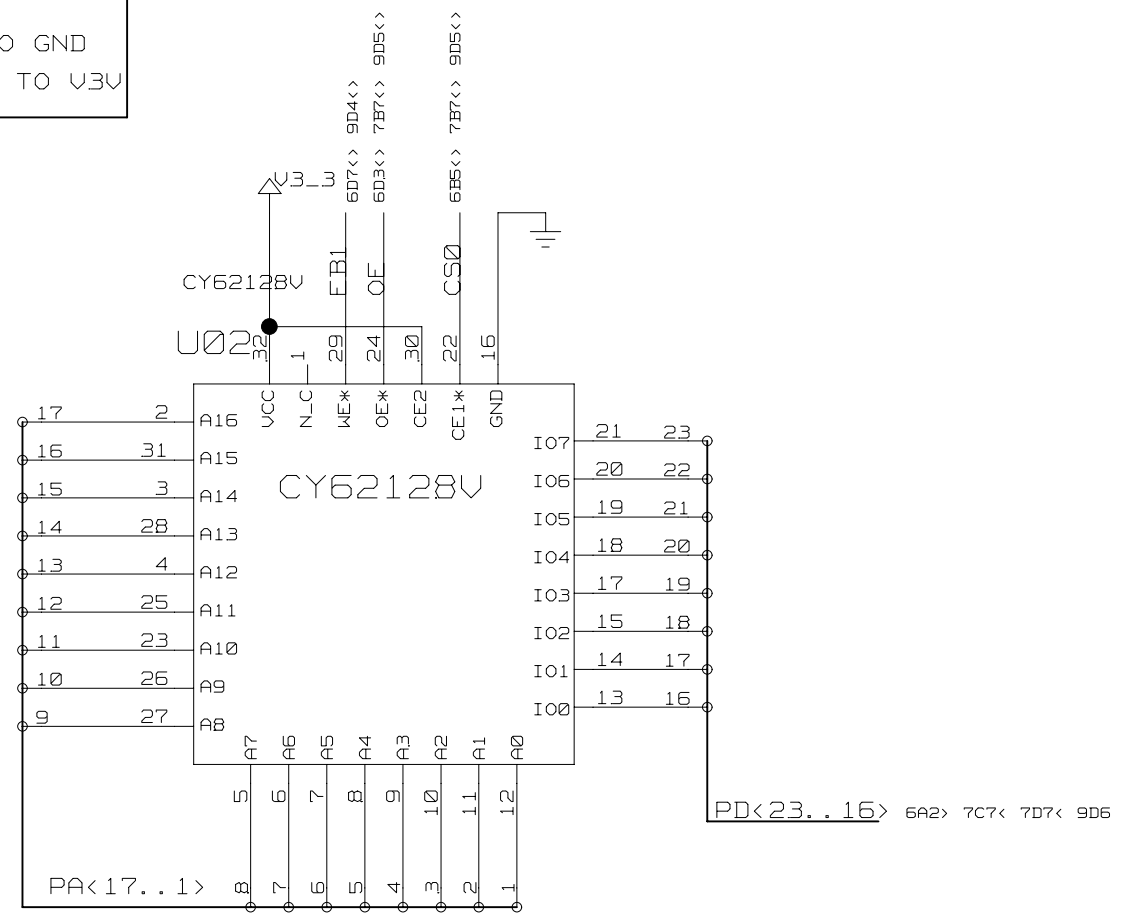 O GND
TO V3V
6D7<> 9D4<>
6D3<> 7B7<> 9D5<>
6B5<> 7B7<> 9D5<>
V3_3
CY62128V
EB1
OE
CS0
U02
32 1 29 24 30 22 16
VCC N_C WE* OE* CE2 CE1* GND
CY62128V
17 2 A16
16 31 A15
15 3 A14
14 28 A13
13 4 A12
12 25 A11
11 23 A10
10 26 A9
9 27 A8
IO7 21 23
IO6 20 22
IO5 19 21
IO4 18 20
IO3 17 19
IO2 15 18
IO1 14 17
IO0 13 16
A7 A6 A5 A4 A3 A2 A1 A0
5 6 7 8 9 10 11 12
8 7 6 5 4 3 2 1
PA<17..1>
PD<23..16> 6A2> 7C7< 7D7< 9D6